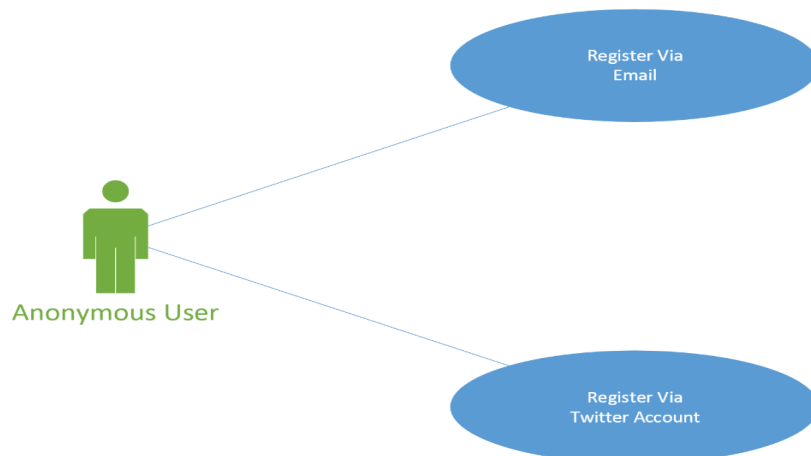 Register Via
Email
Anonymous User
Register Via
Twitter Account